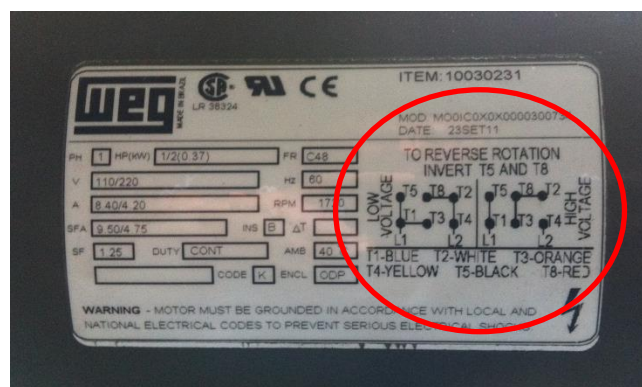 ITEM:10030231
WEG
MADE IN BRAZIL
LR 38324
CE
MOD MO0IC0X0X000030073
DATE 23SET11
PH 1 HP(kW) 1/2(0.37) FR C48
V 110/220 Hz 60
A 8.40/4.20 RPM
SFA 9.50/4.75 INS B ΔT
SF 1.25 DUTY CONT AMB 40
CODE K ENCL ODP
TO REVERSE ROTATION
INVERT T5 AND T8
LOW VOLTAGE
T5 T8 T2
T1 T3 T4
L1 L2
T5 T8 T2
T1 T3 T4
L1 L2
HIGH VOLTAGE
T1-BLUE T2-WHITE T3-ORANGE
T4-YELLOW T5-BLACK T8-RED
WARNING - MOTOR MUST BE GROUNDED IN ACCORDANCE WITH LOCAL AND
NATIONAL ELECTRICAL CODES TO PREVENT SERIOUS ELECTRICAL SHOCKS